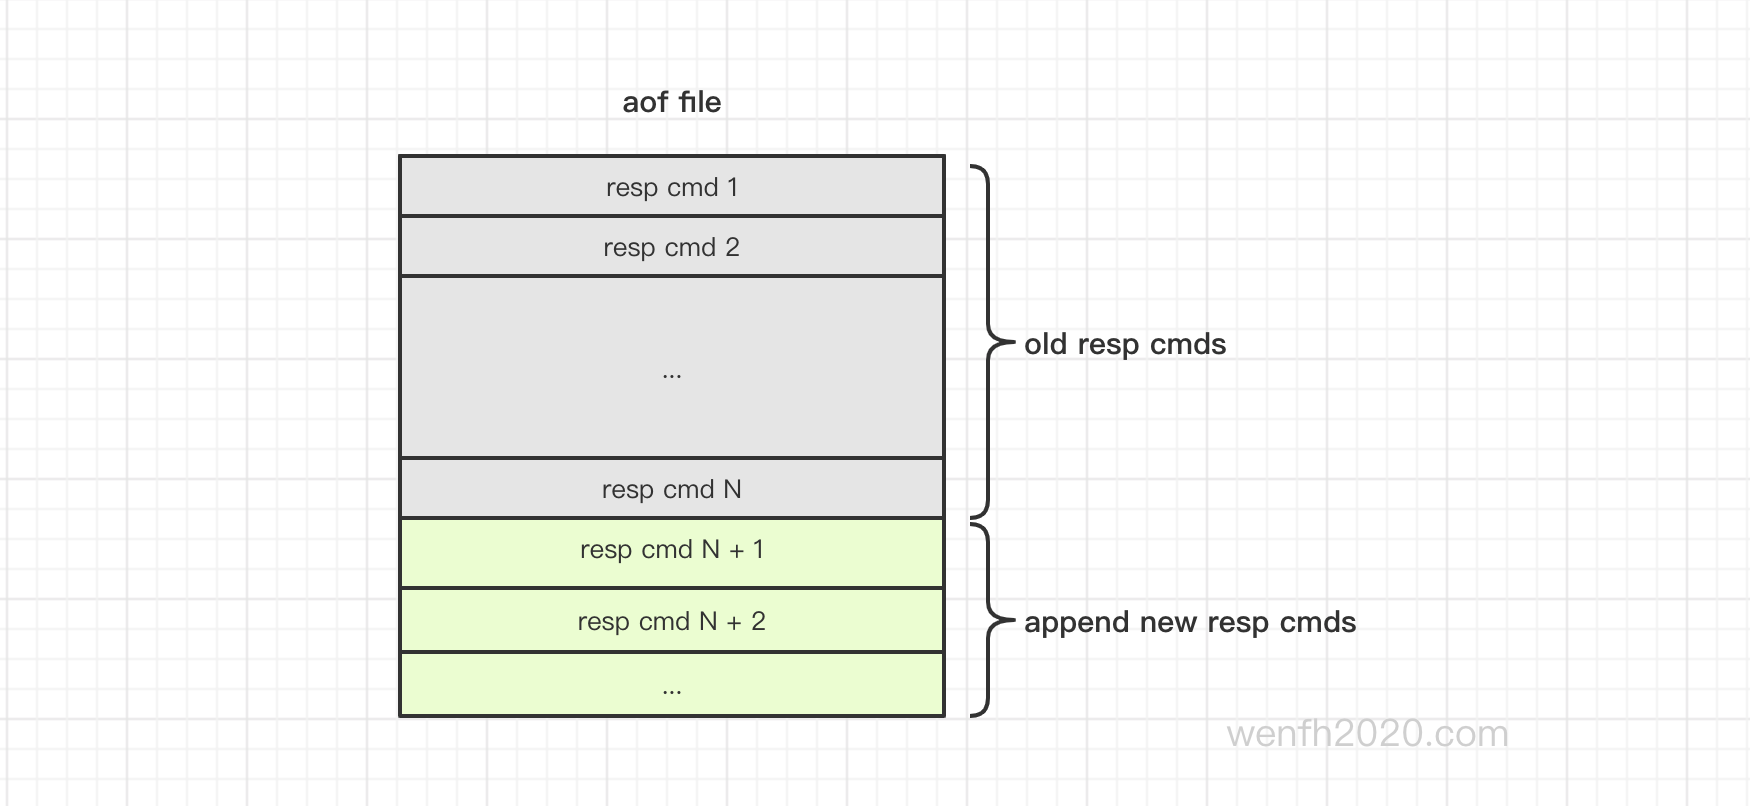 aof file
resp cmd 1
resp cmd 2
...
resp cmd N
old resp cmds
resp cmd N + 1
resp cmd N + 2
...
append new resp cmds
wenfh2020.com